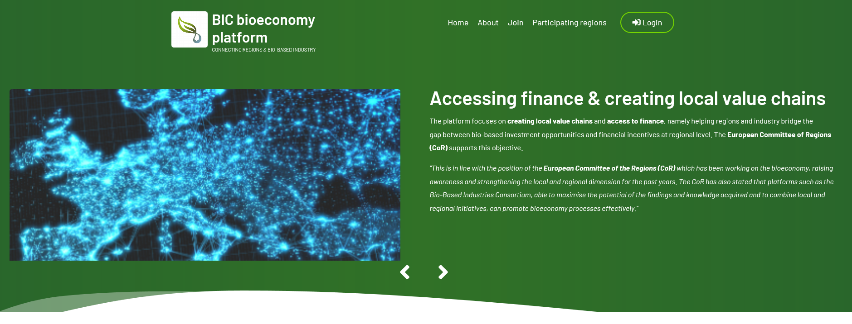 BIC bioeconomy
platform
CONNECTING REGIONS & BIO-BASED INDUSTRY
Home About Join Participating regions Login
Accessing finance & creating local value chains
The platform focuses on creating local value chains and access to finance, namely helping regions and industry bridge the
gap between bio-based investment opportunities and financial incentives at regional level. The European Committee of the Regions
(CoR) supports this objective.
"This is in line with the position of the European Committee of the Regions (CoR) which has been working on the bioeconomy, raising
awareness and strengthening the local and regional dimension for the past years. The CoR has also stated that platforms such as the
Bio-Based Industries Consortium, able to maximise the potential of the findings and knowledge acquired and to combine local and
regional initiatives, can promote bioeconomy processes effectively."